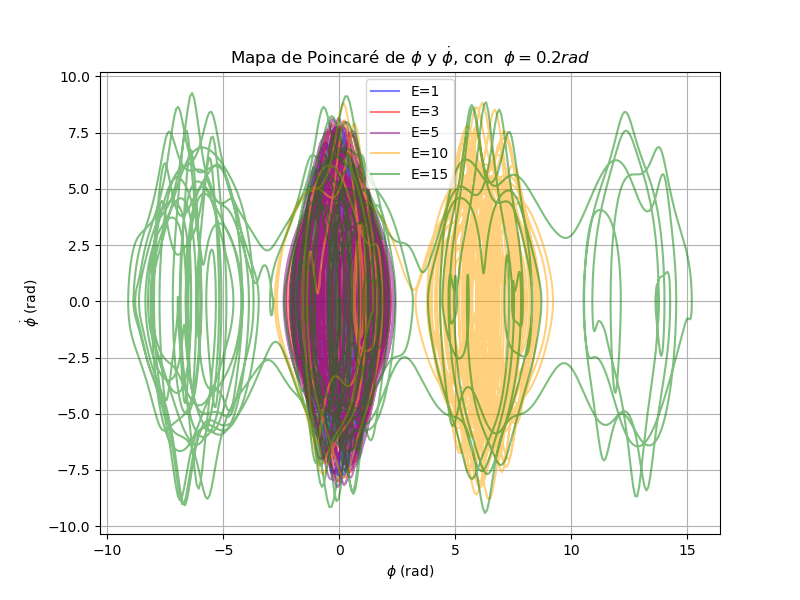 Mapa de Poincaré de ϕ y ϕ̇, con ϕ = 0.2rad
E=1
E=3
E=5
E=10
E=15
10.0
7.5
5.0
2.5
0.0
−2.5
−5.0
−7.5
−10.0
ϕ̇ (rad)
−10
−5
0
5
10
15
ϕ (rad)